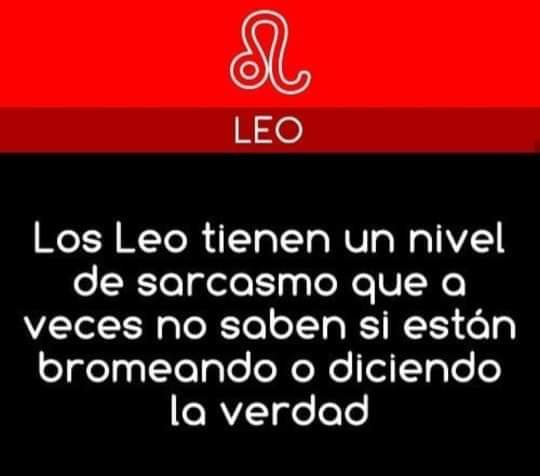 LEO
Los Leo tienen un nivel
de sarcasmo que a
veces no saben si están
bromeando o diciendo
la verdad